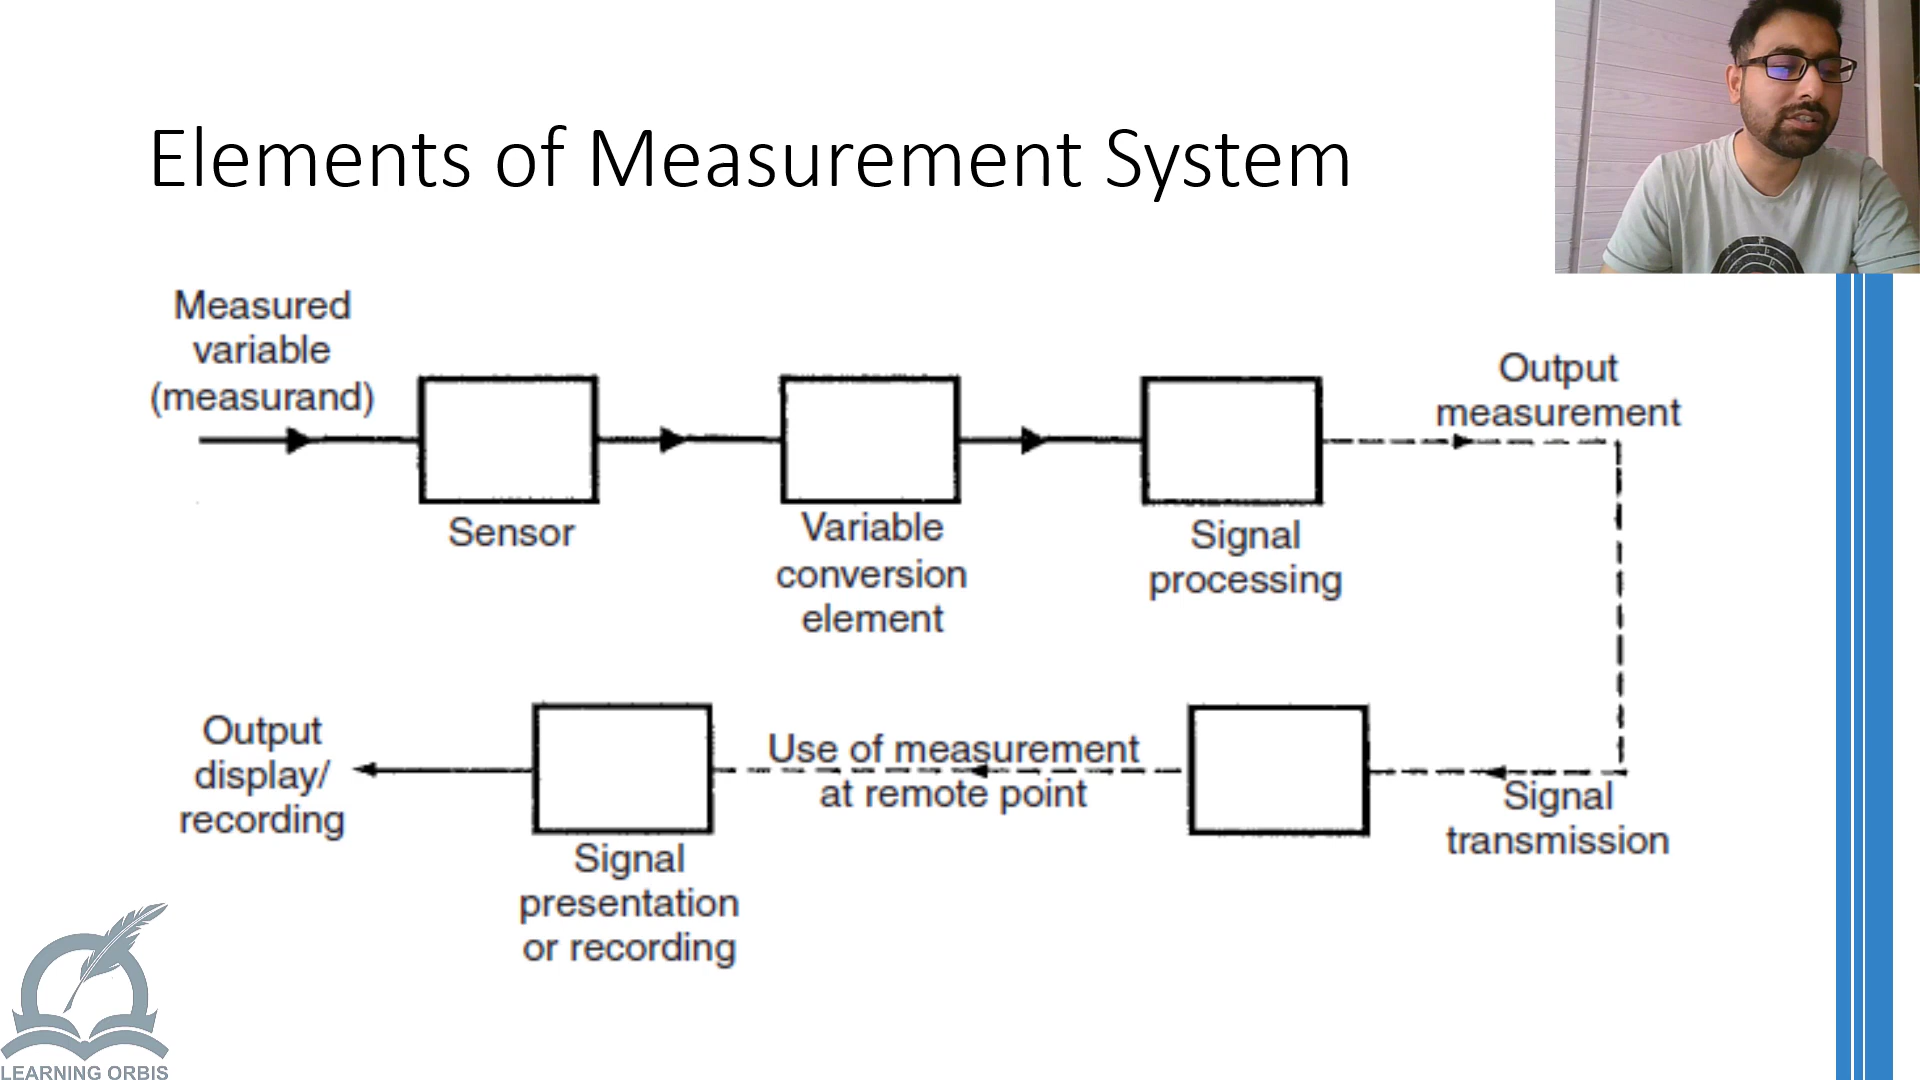 Elements of Measurement System
Measured
variable
(measurand)
Sensor
Variable
conversion
element
Signal
processing
Output
measurement
Signal
transmission
Use of measurement
at remote point
Signal
presentation
or recording
Output
display/
recording
LEARNING ORBIS